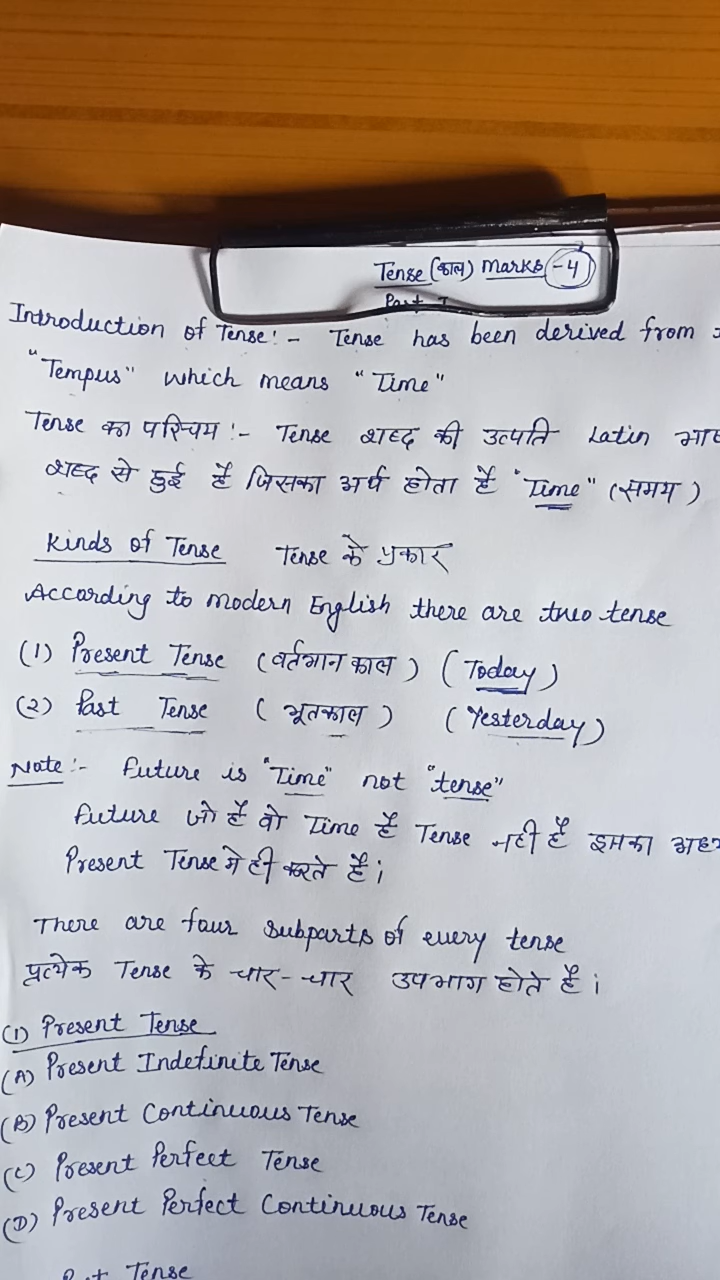 Tense (काल) Marks -4
Part I
Introduction of Tense:- Tense has been derived from
"Tempus" which means "Time"
Tense का परिचय :- Tense शब्द की उत्पति Latin
शब्द से हुई है जिसका अर्थ होता है "Time" (समय)
Kinds of Tense Tense के प्रकार
According to modern English there are two tense
(1) Present Tense (वर्तमान काल) (Today)
(2) Past Tense (भूतकाल) (Yesterday)
Note:- Future is "Time" not "tense"
Future जो है वो Time है Tense नही है इसका
Present Tense मे ही करते है।
There are four subparts of every tense
प्रत्येक Tense के चार-चार उपभाग होते है।
(1) Present Tense
(A) Present Indefinite Tense
(B) Present Continuous Tense
(C) Present Perfect Tense
(D) Present Perfect Continuous Tense
Tense